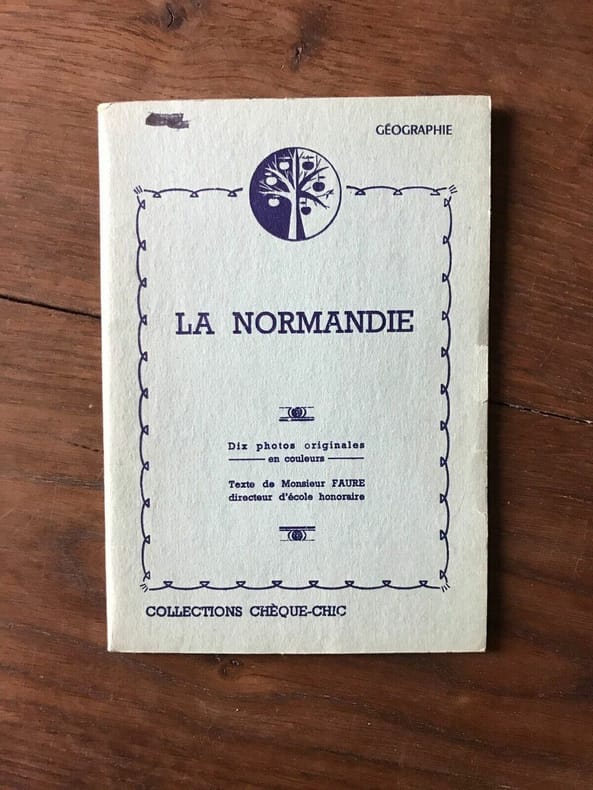 GÉOGRAPHIE
LA NORMANDIE
Dix photos originales
en couleurs
Texte de Monsieur FAURE
directeur d'école honoraire
COLLECTIONS CHÈQUE-CHIC